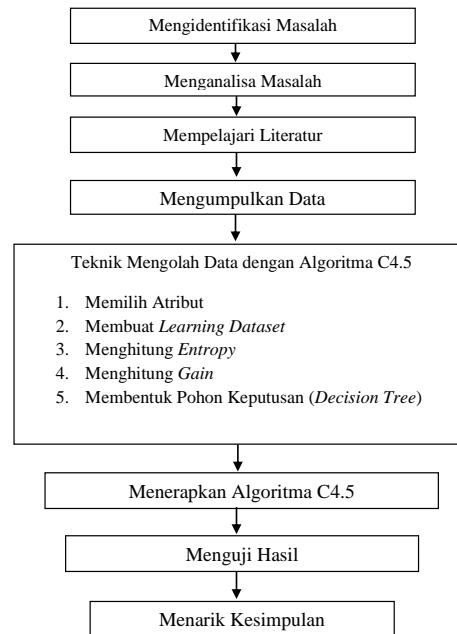 Mengidentifikasi Masalah
Menganalisa Masalah
Mempelajari Literatur
Mengumpulkan Data
Teknik Mengolah Data dengan Algoritma C4.5
1. Memilih Atribut
2. Membuat Learning Dataset
3. Menghitung Entropy
4. Menghitung Gain
5. Membentuk Pohon Keputusan (Decision Tree)
Menerapkan Algoritma C4.5
Menguji Hasil
Menarik Kesimpulan